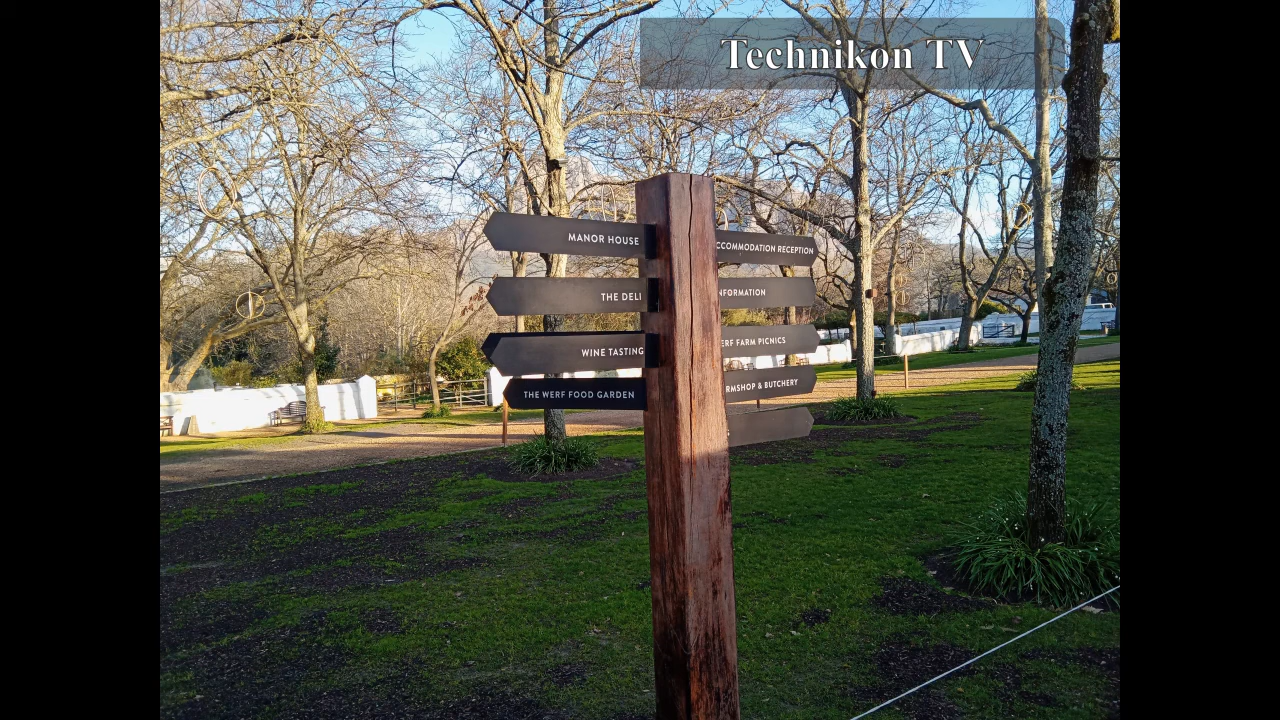 Technikon TV
MANOR HOUSE
CCOMMODATION RECEPTION
THE DELI
NFORMATION
WINE TASTING
ERF FARM PICNICS
THE WERF FOOD GARDEN
RMSHOP & BUTCHERY